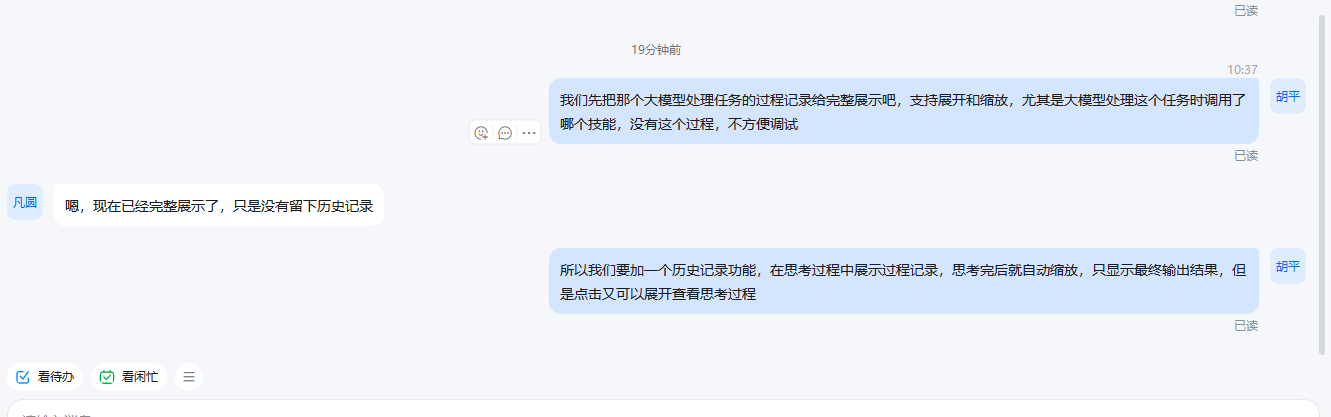 已读
19分钟前
10:37
我们先把那个大模型处理任务的过程记录给完整展示吧，支持展开和缩放，尤其是大模型处理这个任务时调用了
哪个技能，没有这个过程，不方便调试
胡平
已读
凡圆
嗯，现在已经完整展示了，只是没有留下历史记录
所以我们要加一个历史记录功能，在思考过程中展示过程记录，思考完后就自动缩放，只显示最终输出结果，但
是点击又可以展开查看思考过程
胡平
已读
看待办 看闲忙